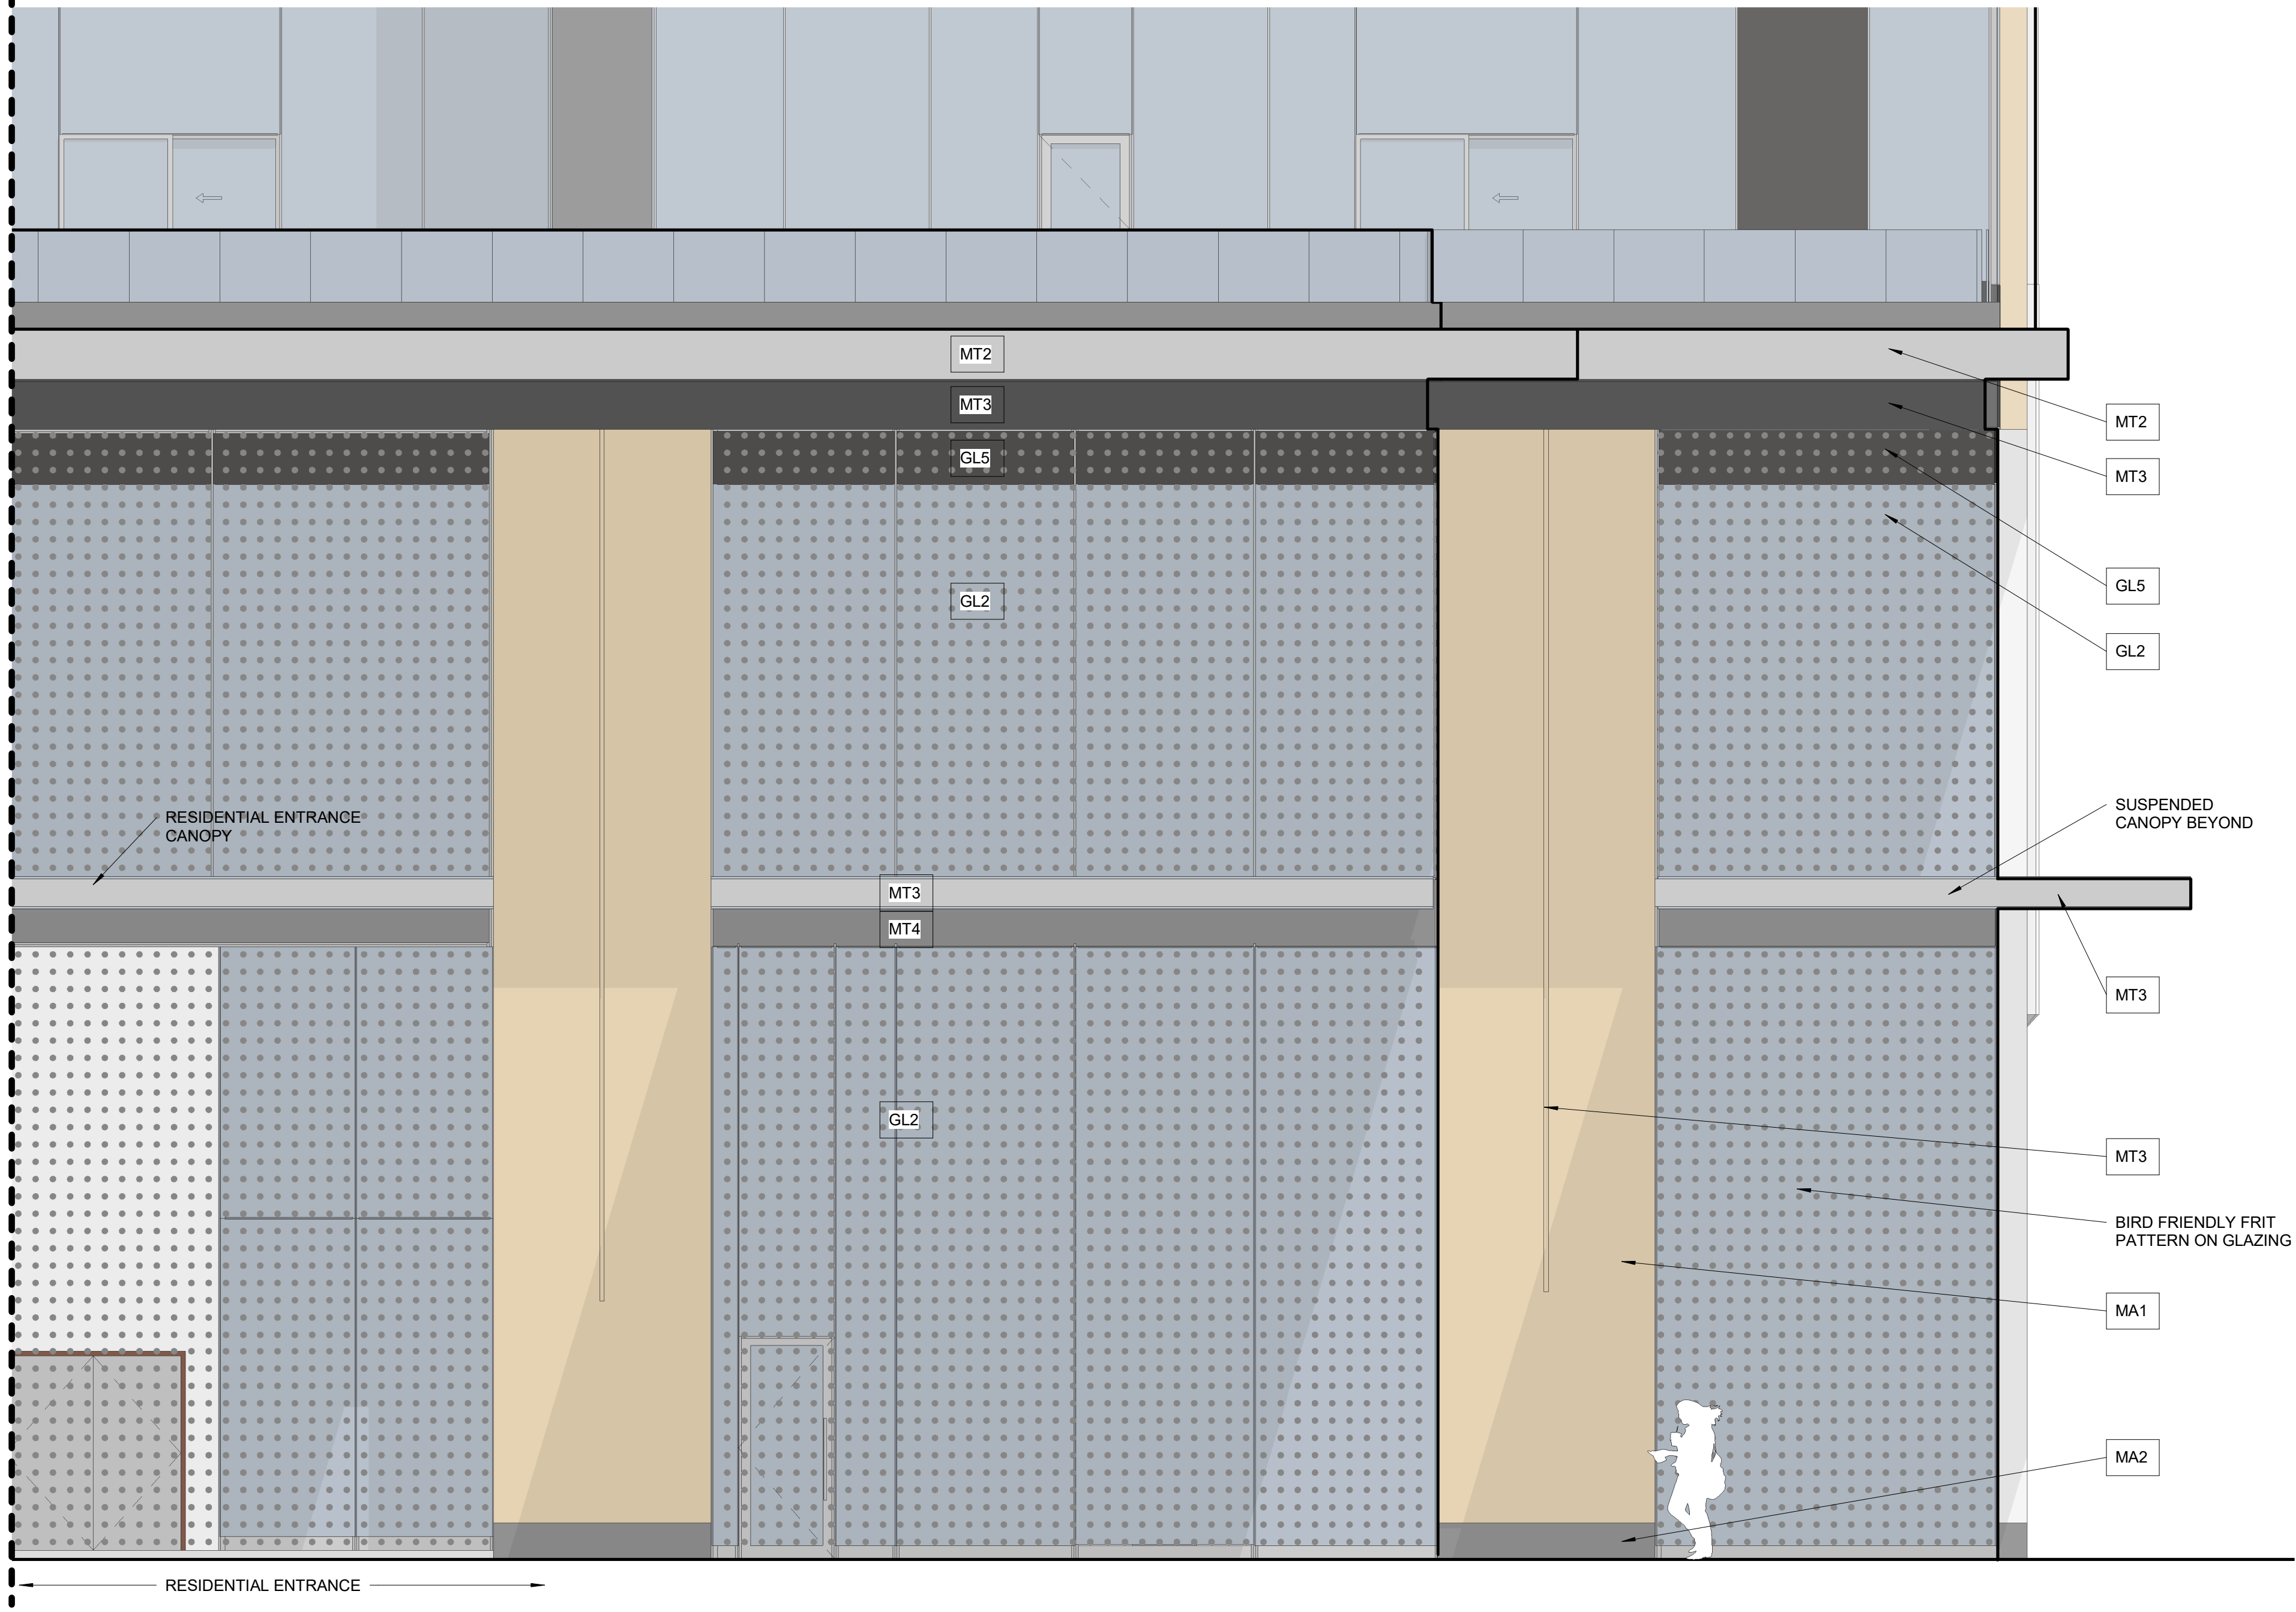 MT2
MT3
MT2
GL5
MT3
GL5
GL2
GL2
RESIDENTIAL ENTRANCE
CANOPY
SUSPENDED
CANOPY BEYOND
MT3
MT4
MT3
GL2
MT3
BIRD FRIENDLY FRIT
PATTERN ON GLAZING
MA1
MA2
RESIDENTIAL ENTRANCE